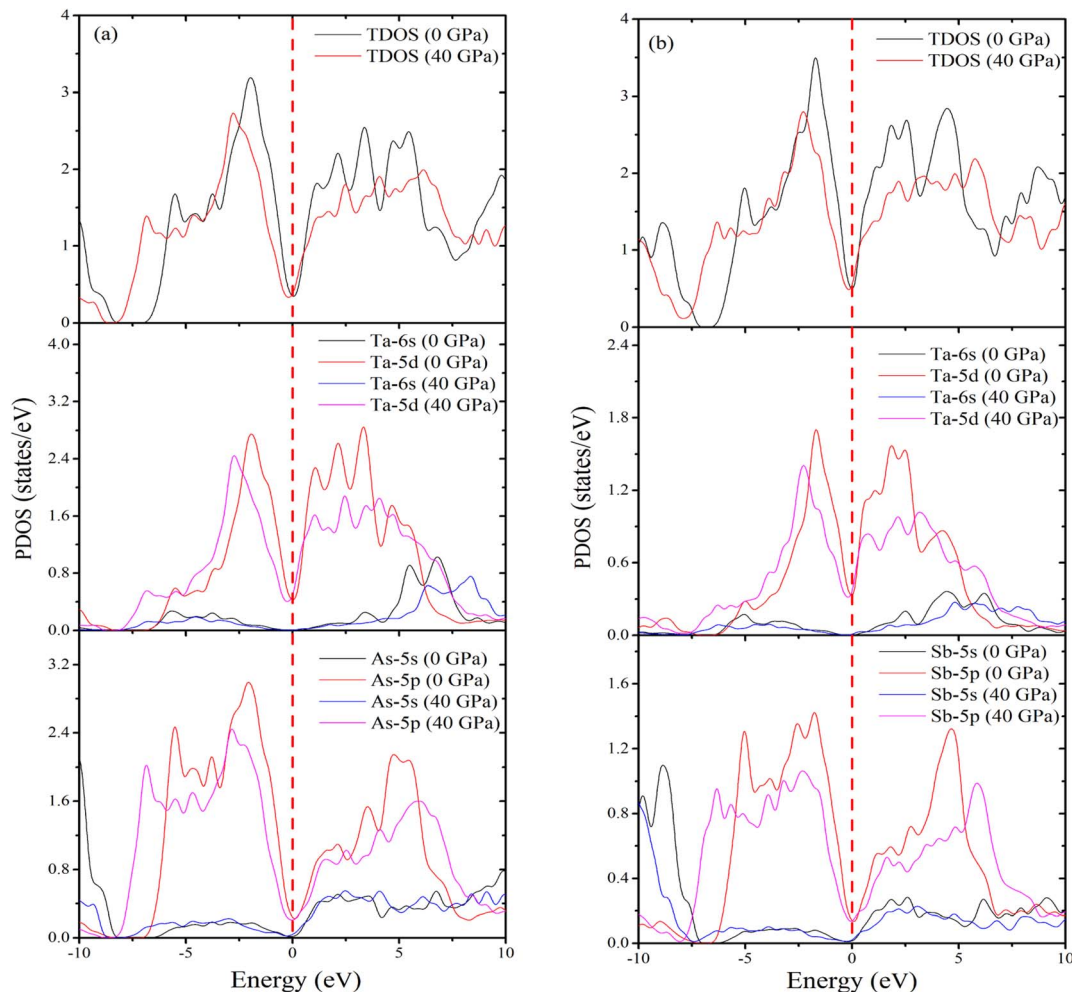 (a)
TDOS (0 GPa)
TDOS (40 GPa)
4
3
2
1
0
Ta-6s (0 GPa)
Ta-5d (0 GPa)
Ta-6s (40 GPa)
Ta-5d (40 GPa)
4.0
3.2
2.4
1.6
0.8
0.0
As-5s (0 GPa)
As-5p (0 GPa)
As-5s (40 GPa)
As-5p (40 GPa)
3.2
2.4
1.6
0.8
0.0
-10
-5
0
5
10
PDOS (states/eV)
Energy (eV)
(b)
TDOS (0 GPa)
TDOS (40 GPa)
4
3
2
1
0
Ta-6s (0 GPa)
Ta-5d (0 GPa)
Ta-6s (40 GPa)
Ta-5d (40 GPa)
2.4
1.8
1.2
0.6
0.0
Sb-5s (0 GPa)
Sb-5p (0 GPa)
Sb-5s (40 GPa)
Sb-5p (40 GPa)
1.6
1.2
0.8
0.4
0.0
-10
-5
0
5
10
PDOS (states/eV)
Energy (eV)